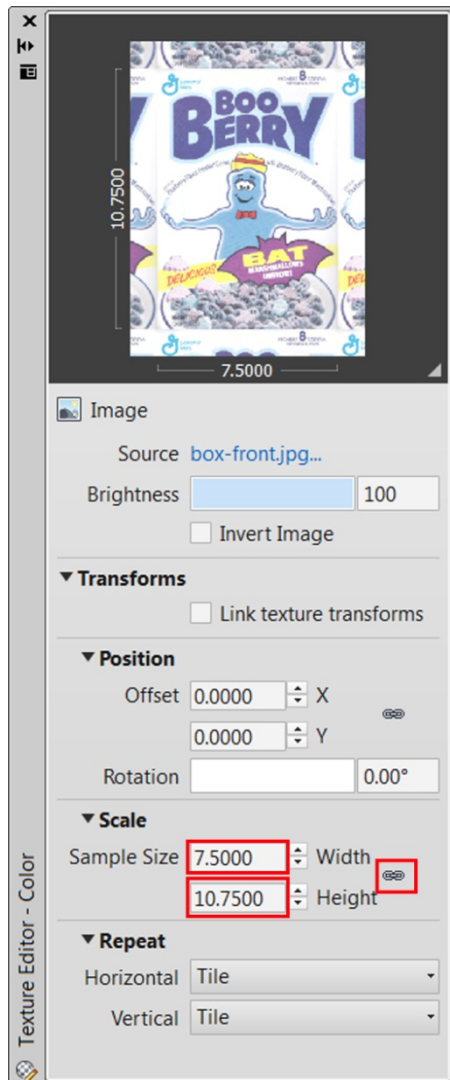 BOO
BERRY
DELICIOUS
BAT
MARSHMALLOWS
10.7500
7.5000
Image
Source box-front.jpg...
Brightness 100
Invert Image
Transforms
Link texture transforms
Position
Offset 0.0000 X
0.0000 Y
Rotation 0.00°
Scale
Sample Size 7.5000 Width
10.7500 Height
Repeat
Horizontal Tile
Vertical Tile
Texture Editor - Color